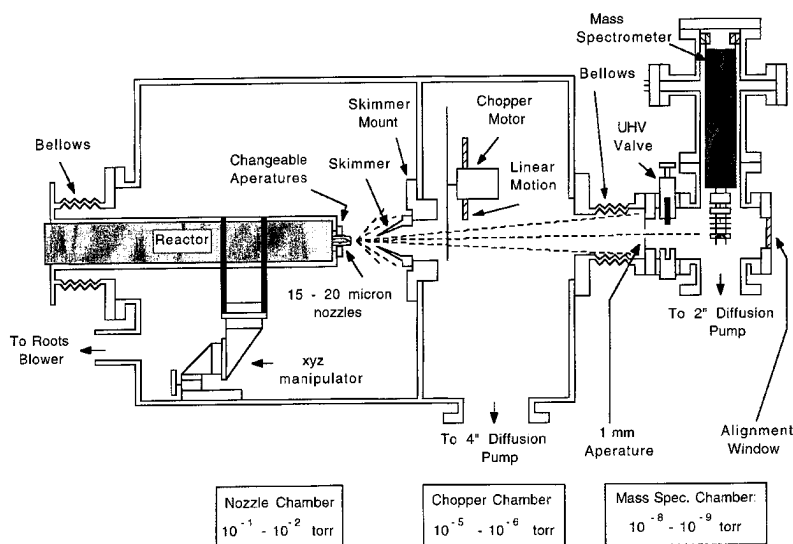 Mass
Spectrometer
Bellows
Chopper
Motor
Skimmer
Mount
UHV
Valve
Bellows
Changeable
Aperatures
Skimmer
Linear
Motion
Reactor
15 - 20 micron
nozzles
To 2" Diffusion
Pump
To Roots
Blower
xyz
manipulator
To 4" Diffusion
Pump
1 mm
Aperature
Alignment
Window
Nozzle Chamber
10⁻¹ - 10⁻² torr
Chopper Chamber
10⁻⁵ - 10⁻⁶ torr
Mass Spec. Chamber:
10⁻⁸ - 10⁻⁹ torr